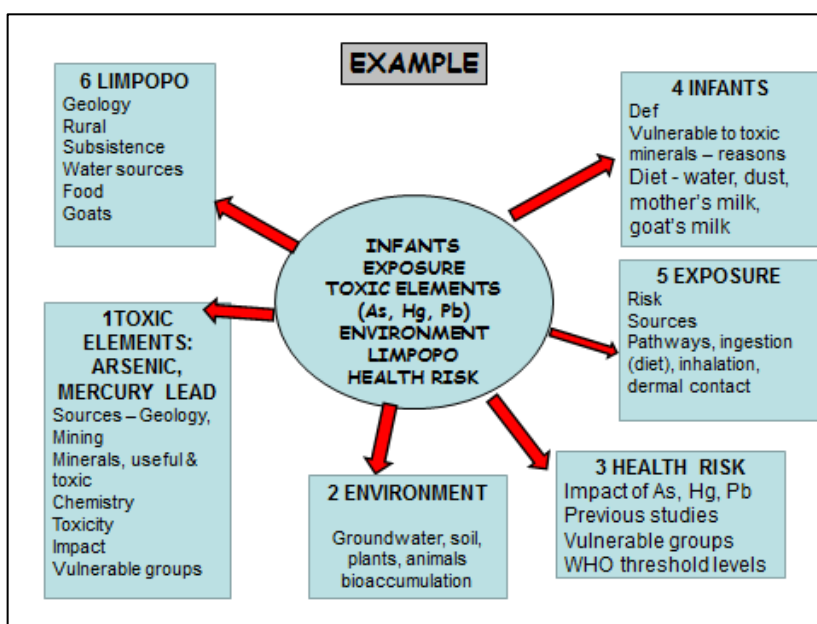 EXAMPLE
6 LIMPOPO
Geology
Rural
Subsistence
Water sources
Food
Goats
4 INFANTS
Def
Vulnerable to toxic
minerals – reasons
Diet - water, dust,
mother's milk,
goat's milk
INFANTS
EXPOSURE
TOXIC ELEMENTS
(As, Hg, Pb)
ENVIRONMENT
LIMPOPO
HEALTH RISK
5 EXPOSURE
Risk
Sources
Pathways, ingestion
(diet), inhalation,
dermal contact
1TOXIC
ELEMENTS:
ARSENIC,
MERCURY LEAD
Sources – Geology,
Mining
Minerals, useful &
toxic
Chemistry
Toxicity
Impact
Vulnerable groups
2 ENVIRONMENT
Groundwater, soil,
plants, animals
bioaccumulation
3 HEALTH RISK
Impact of As, Hg, Pb
Previous studies
Vulnerable groups
WHO threshold levels